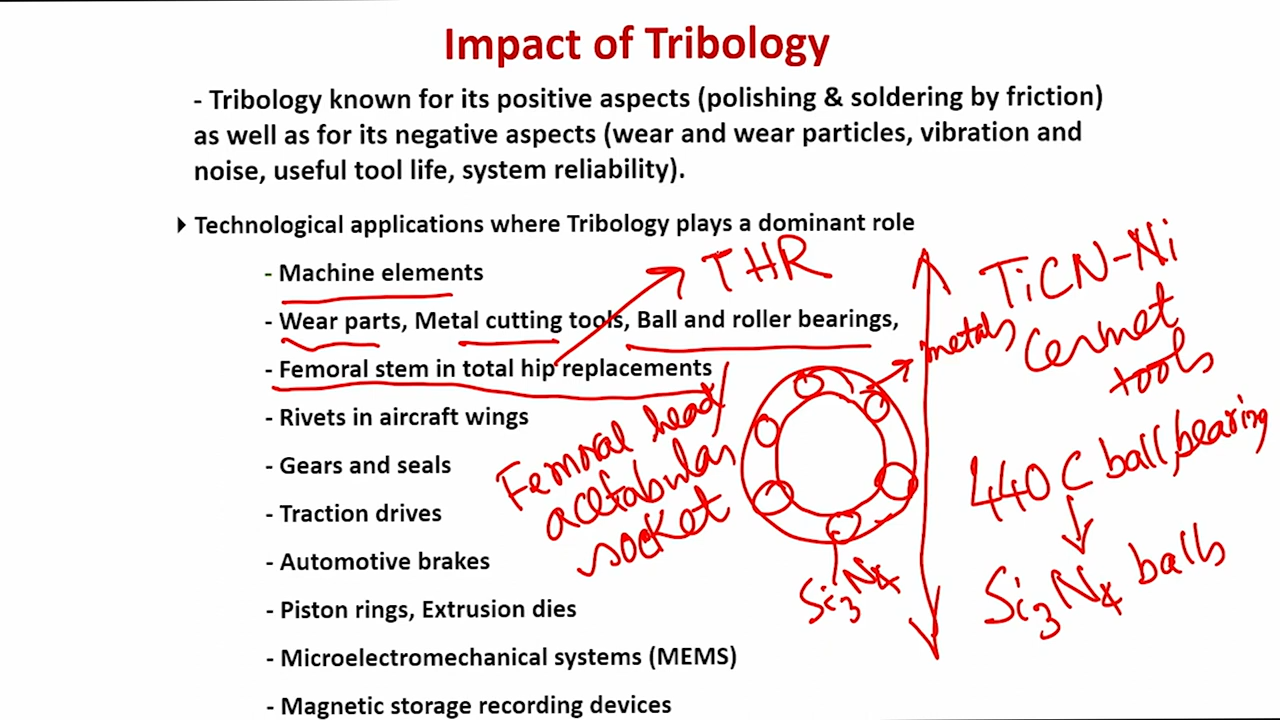 Impact of Tribology
- Tribology known for its positive aspects (polishing & soldering by friction)
as well as for its negative aspects (wear and wear particles, vibration and
noise, useful tool life, system reliability).
Technological applications where Tribology plays a dominant role
- Machine elements
- Wear parts, Metal cutting tools, Ball and roller bearings,
- Femoral stem in total hip replacements
- Rivets in aircraft wings
- Gears and seals
- Traction drives
- Automotive brakes
- Piston rings, Extrusion dies
- Microelectromechanical systems (MEMS)
- Magnetic storage recording devices
THR
Femoral head/
acetabular
socket
metals
Si3N4
TiCN-Ni
Cermet
tools
440 C ball bearing
Si3N4 balls